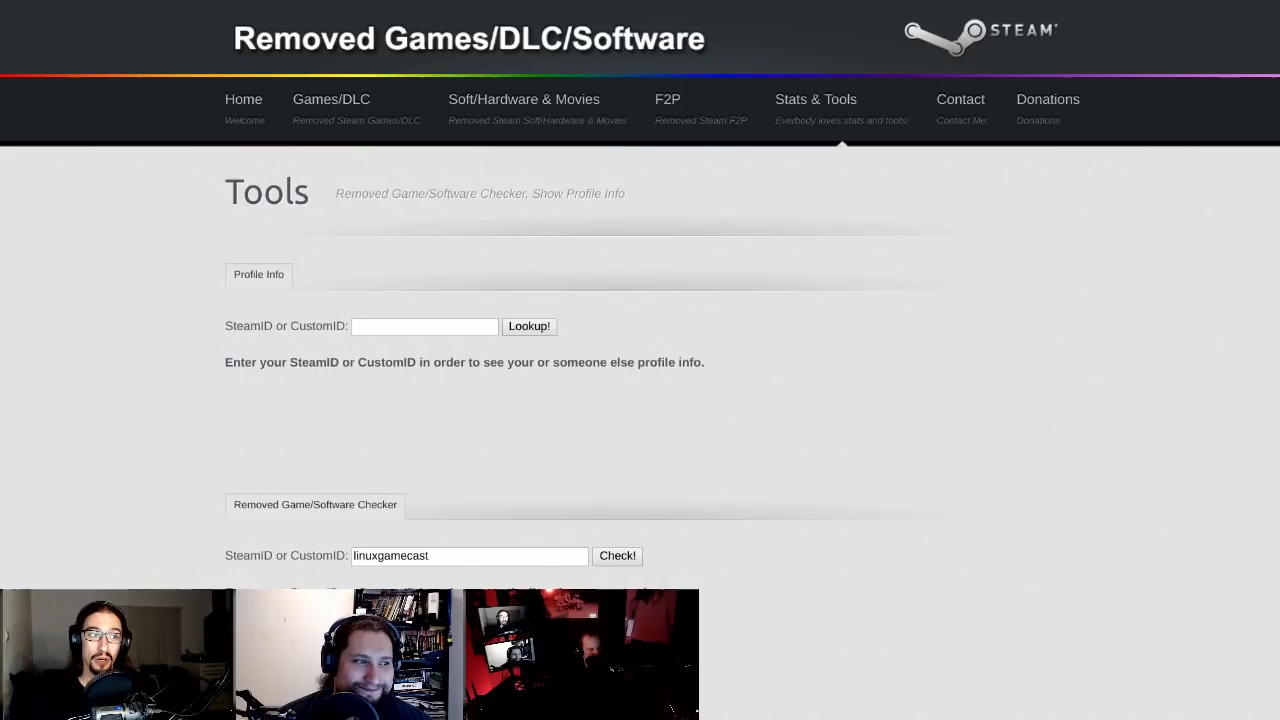 Removed Games/DLC/Software
STEAM
Home Games/DLC Soft/Hardware & Movies F2P Stats & Tools Contact Donations
Welcome Removed Steam Games/DLC Removed Steam Soft/Hardware & Movies Removed Steam F2P Everbody loves stats and tools! Contact Me. Donations
Tools Removed Game/Software Checker, Show Profile Info
Profile Info
SteamID or CustomID: Lookup!
Enter your SteamID or CustomID in order to see your or someone else profile info.
Removed Game/Software Checker
SteamID or CustomID: linuxgamecast Check!